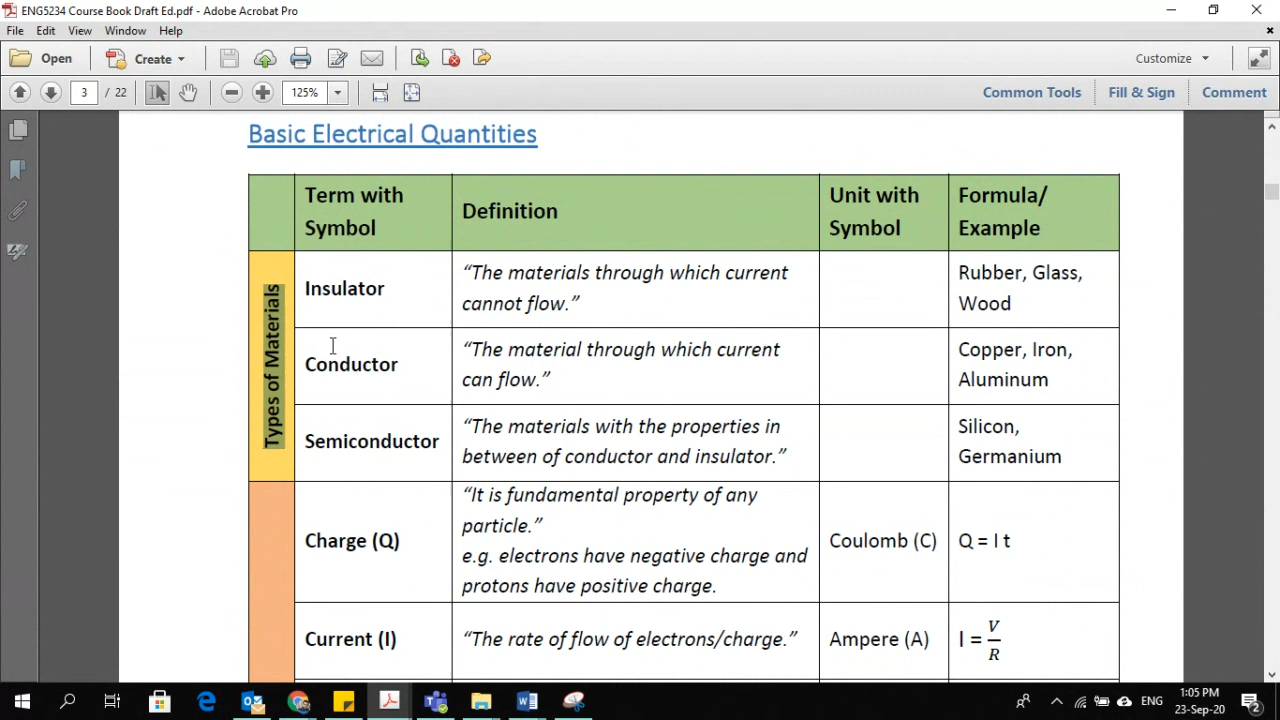 ENG5234 Course Book Draft Ed.pdf - Adobe Acrobat Pro
File Edit View Window Help
Open Create Customize
3 / 22 125% Common Tools Fill & Sign Comment
Basic Electrical Quantities
Term with Symbol
Definition
Unit with Symbol
Formula/ Example
Types of Materials
Insulator
“The materials through which current
cannot flow.”
Rubber, Glass,
Wood
Conductor
“The material through which current
can flow.”
Copper, Iron,
Aluminum
Semiconductor
“The materials with the properties in
between of conductor and insulator.”
Silicon,
Germanium
Charge (Q)
“It is fundamental property of any
particle.”
e.g. electrons have negative charge and
protons have positive charge.
Coulomb (C)
Q = I t
Current (I)
“The rate of flow of electrons/charge.”
Ampere (A)
I = V/R
ENG
1:05 PM
23-Sep-20
2